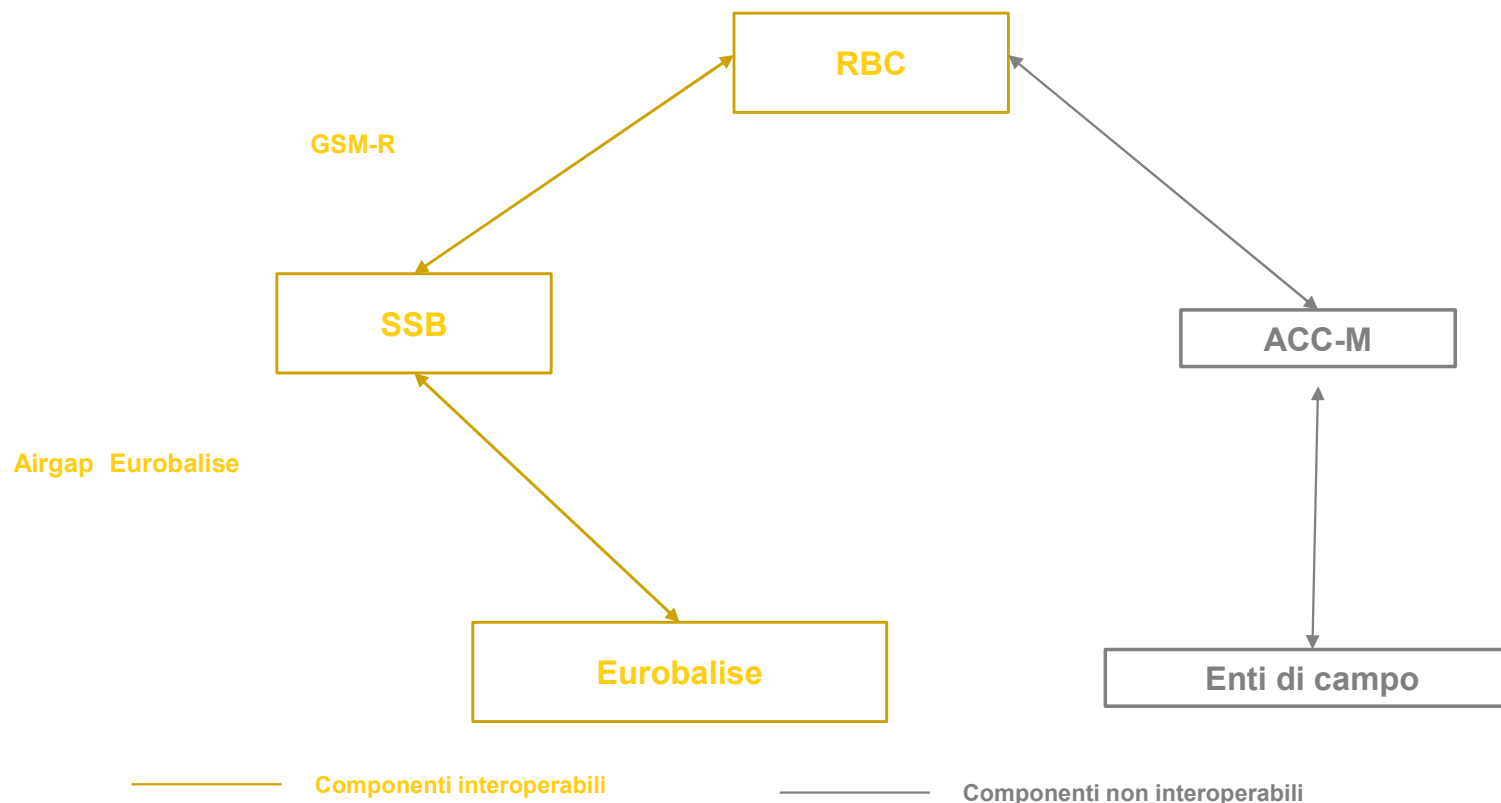 RBC
GSM-R
SSB
ACC-M
Airgap Eurobalise
Eurobalise
Enti di campo
Componenti interoperabili
Componenti non interoperabili